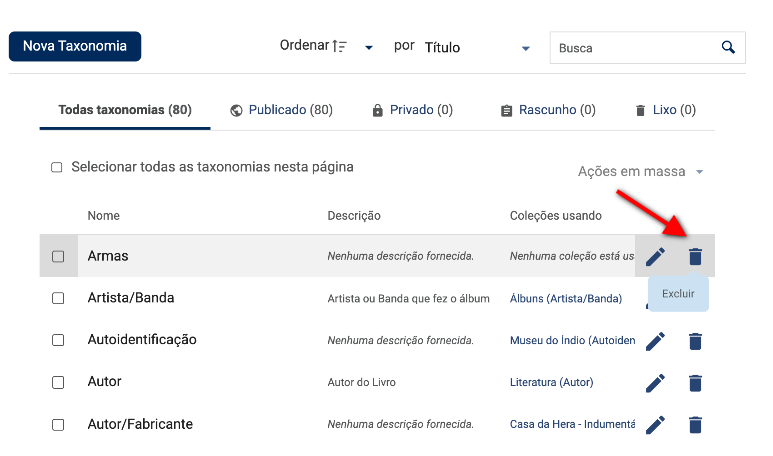 Nova Taxonomia
Ordenar por Título
Busca
Todas taxonomias (80) Publicado (80) Privado (0) Rascunho (0) Lixo (0)
Selecionar todas as taxonomias nesta página
Ações em massa
Nome Descrição Coleções usando
Armas Nenhuma descrição fornecida. Nenhuma coleção está us
Excluir
Artista/Banda Artista ou Banda que fez o álbum Álbuns (Artista/Banda)
Autoidentificação Nenhuma descrição fornecida. Museu do Índio (Autoiden
Autor Autor do Livro Literatura (Autor)
Autor/Fabricante Nenhuma descrição fornecida. Casa da Hera - Indumentá